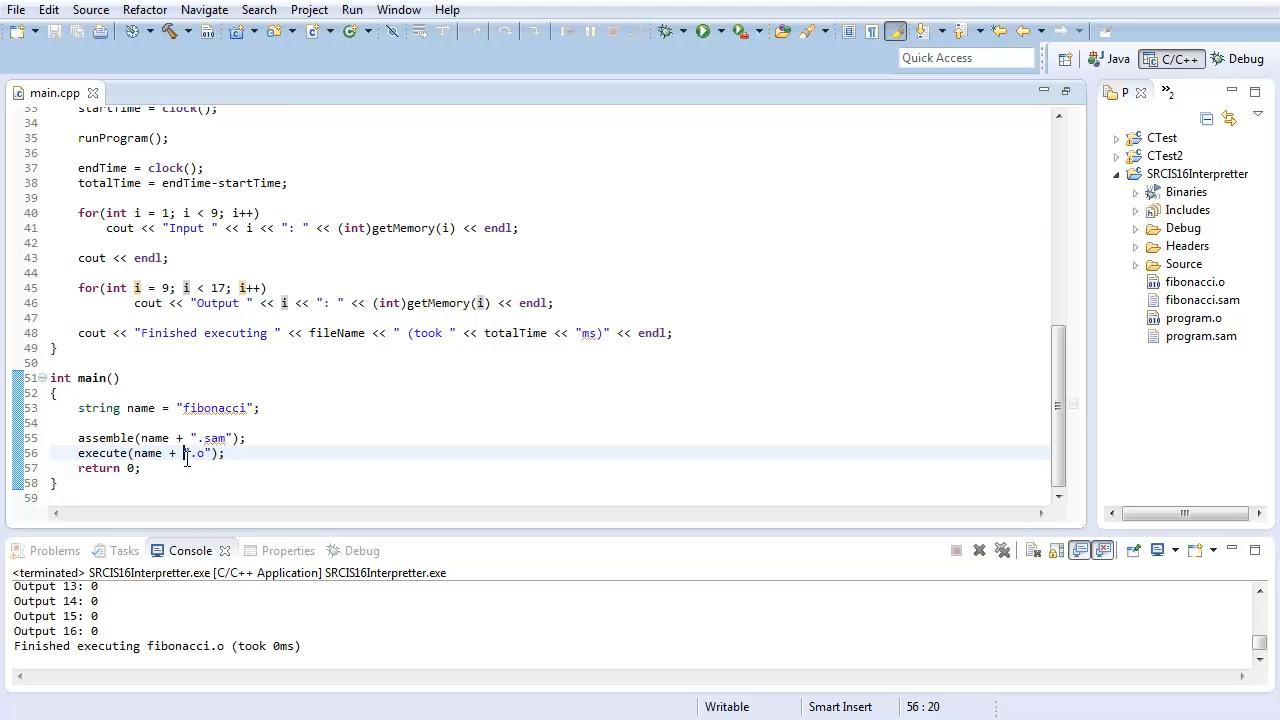 File Edit Source Refactor Navigate Search Project Run Window Help
Quick Access
Java
C/C++
Debug
main.cpp
P
»2
33 startTime = clock();
34
35 runProgram();
36
37 endTime = clock();
38 totalTime = endTime-startTime;
39
40 for(int i = 1; i < 9; i++)
41 cout << "Input " << i << ": " << (int)getMemory(i) << endl;
42
43 cout << endl;
44
45 for(int i = 9; i < 17; i++)
46 cout << "Output " << i << ": " << (int)getMemory(i) << endl;
47
48 cout << "Finished executing " << fileName << " (took " << totalTime << "ms)" << endl;
49 }
50
51 int main()
52 {
53 string name = "fibonacci";
54
55 assemble(name + ".sam");
56 execute(name + ".o");
57 return 0;
58 }
59
CTest
CTest2
SRCIS16Interpretter
Binaries
Includes
Debug
Headers
Source
fibonacci.o
fibonacci.sam
program.o
program.sam
Problems Tasks Console Properties Debug
<terminated> SRCIS16Interpretter.exe [C/C++ Application] SRCIS16Interpretter.exe
Output 13: 0
Output 14: 0
Output 15: 0
Output 16: 0
Finished executing fibonacci.o (took 0ms)
Writable Smart Insert 56 : 20